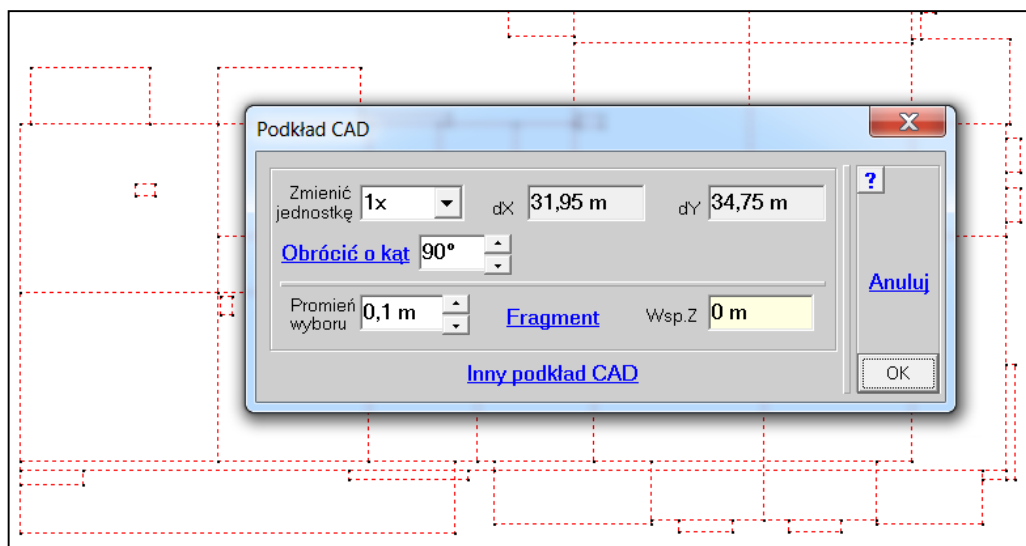 Podkład CAD
Zmienić jednostkę 1x dX 31,95 m dY 34,75 m ?
Obrócić o kąt 90º
Anuluj
Promień wyboru 0,1 m Fragment Wsp.Z 0 m
Inny podkład CAD
OK